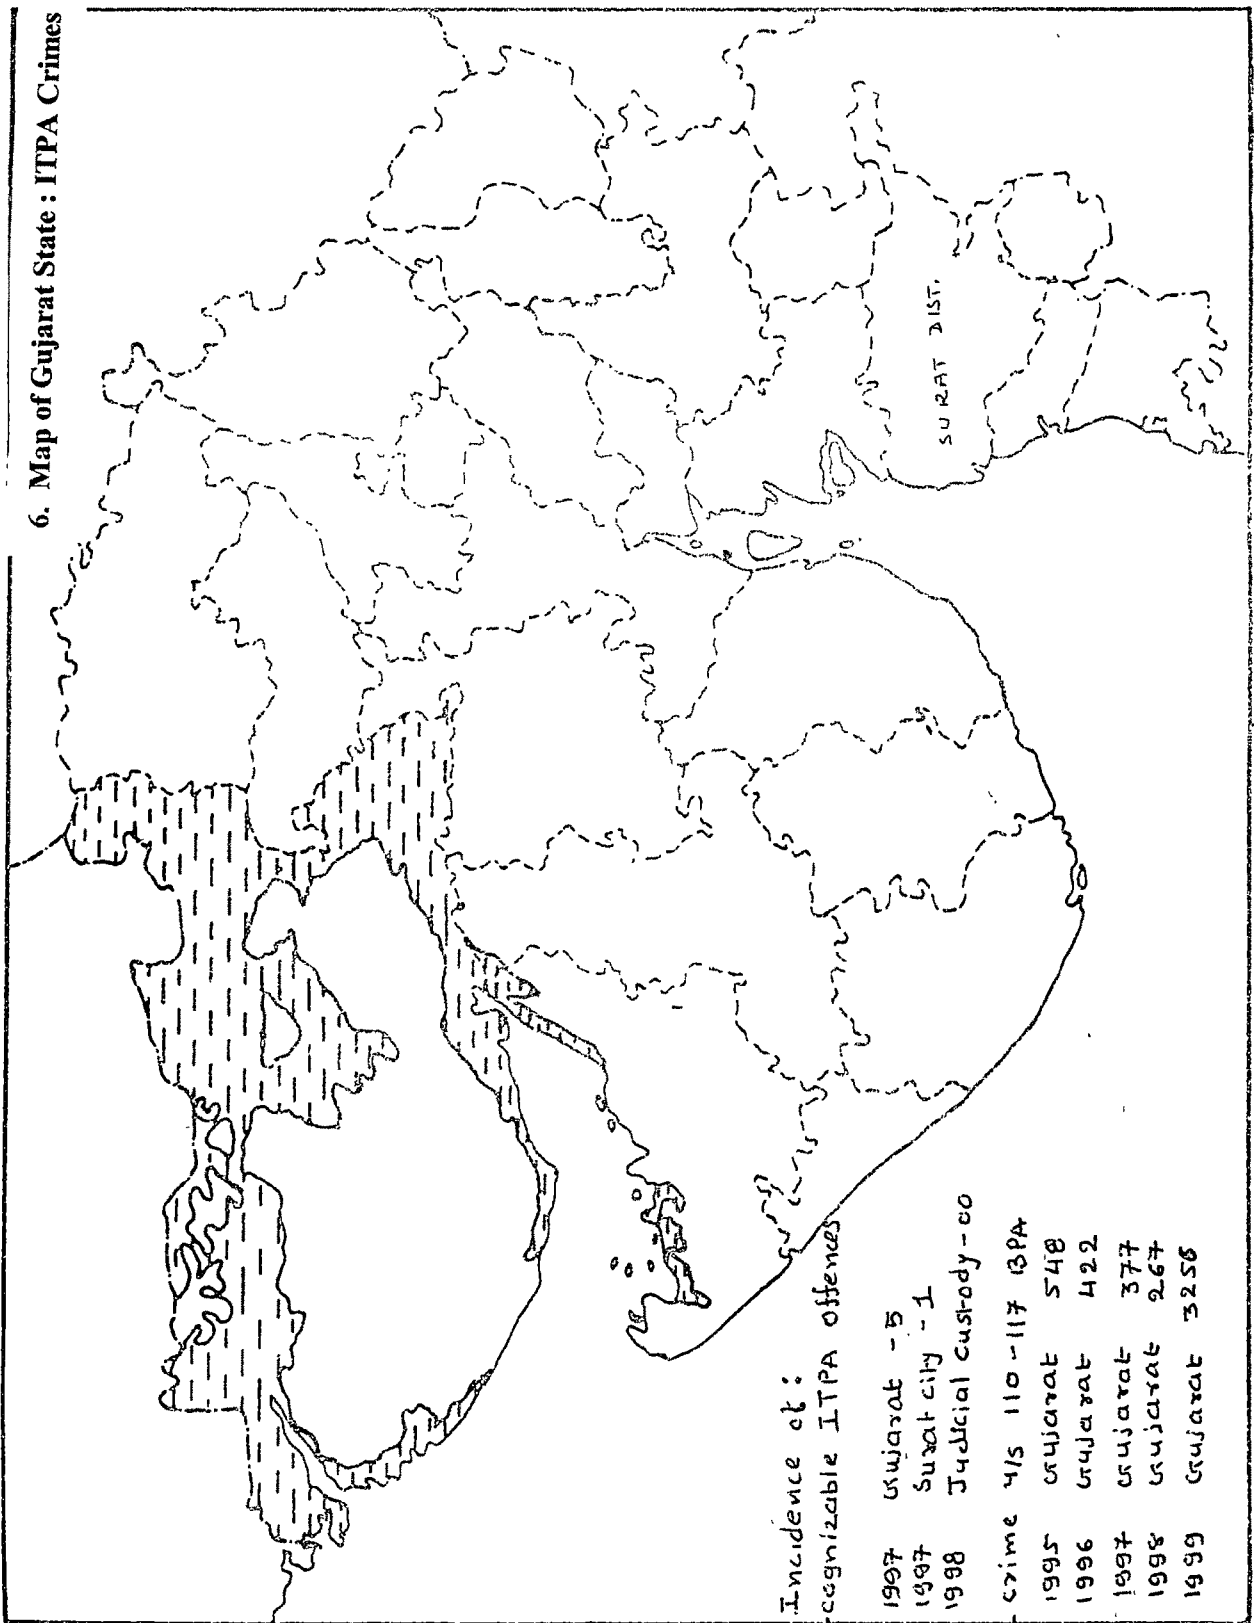 6. Map of Gujarat State : ITPA Crimes
SURAT DIST.
Incidence of :
cognizable ITPA offences
1997 Gujarat - 5
1997 Surat city - 1
1998 Judicial custody - 00
crime u/s 110-117 BPA
1995 Gujarat 548
1996 Gujarat 422
1997 Gujarat 377
1998 Gujarat 267
1999 Gujarat 3256